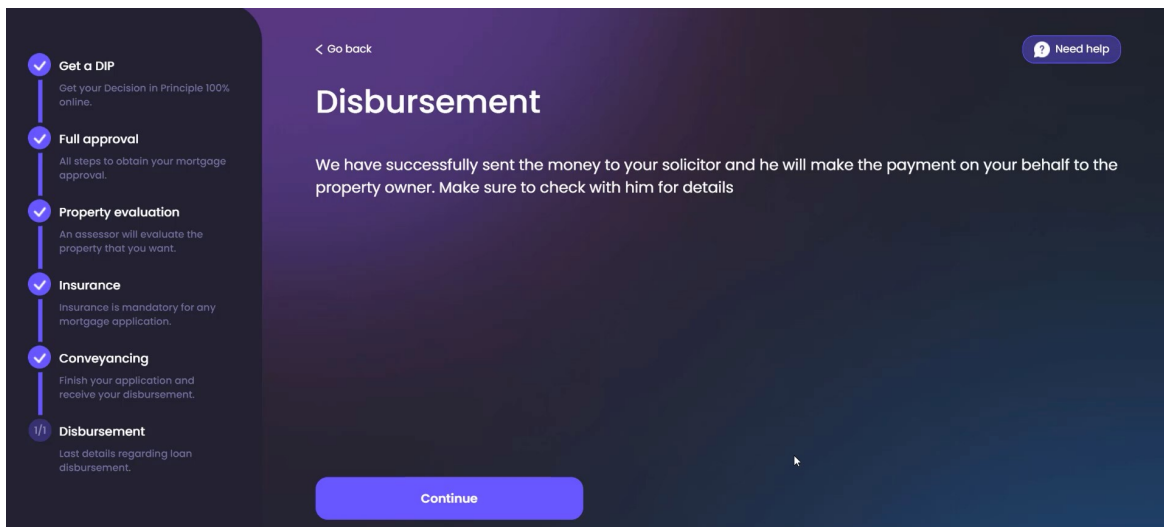 Get a DIP
Get your Decision in Principle 100%
online.
Full approval
All steps to obtain your mortgage
approval.
Property evaluation
An assessor will evaluate the
property that you want.
Insurance
Insurance is mandatory for any
mortgage application.
Conveyancing
Finish your application and
receive your disbursement.
1/1 Disbursement
Last details regarding loan
disbursement.
< Go back
? Need help
Disbursement
We have successfully sent the money to your solicitor and he will make the payment on your behalf to the
property owner. Make sure to check with him for details
Continue